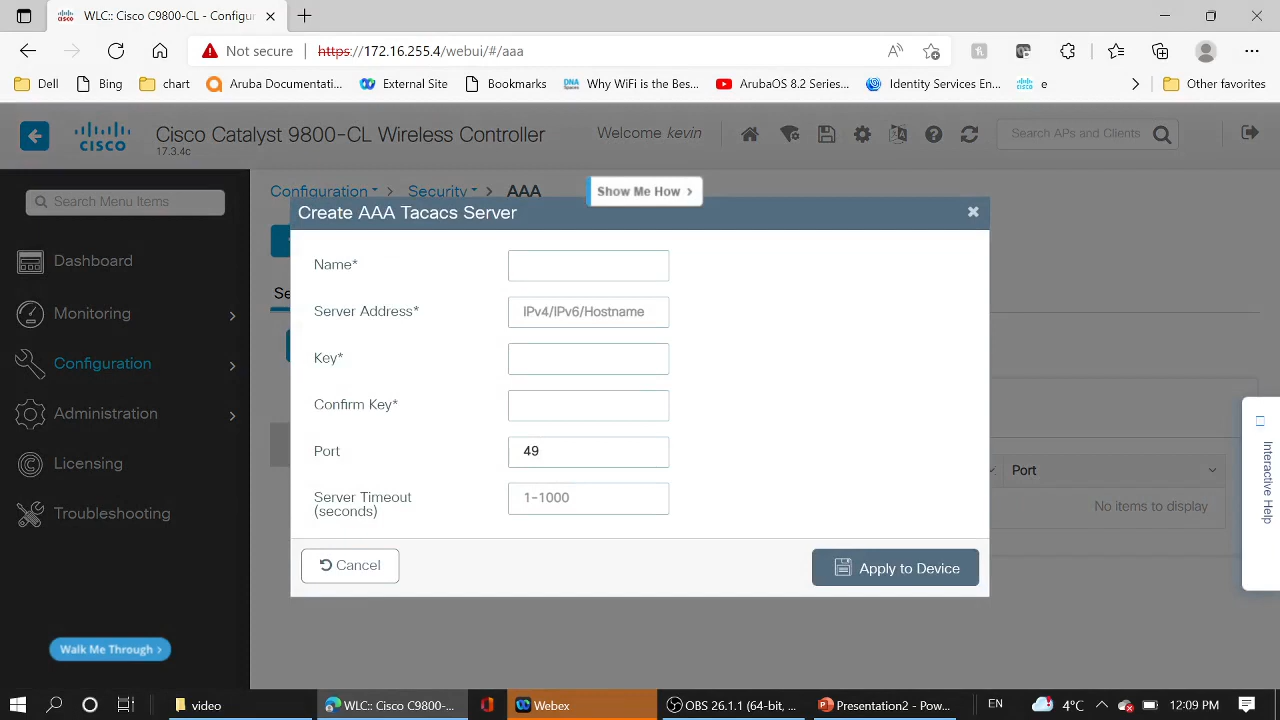 WLC:: Cisco C9800-CL - Configur
Not secure
https://172.16.255.4/webui/#/aaa
Dell
Bing
chart
Aruba Documentati...
External Site
Bookmarks
DNA Spaces
Why WiFi is the Bes...
ArubaOS 8.2 Series...
Identity Services En...
e
Other favorites
CISCO
Cisco Catalyst 9800-CL Wireless Controller
17.3.4c
Welcome kevin
Search APs and Clients
Search Menu Items
Dashboard
Monitoring
Configuration
Administration
Licensing
Troubleshooting
Walk Me Through >
Configuration > Security > AAA
Show Me How >
Se
Create AAA Tacacs Server
Name*
Server Address*
IPv4/IPv6/Hostname
Key*
Confirm Key*
Port
49
Server Timeout
(seconds)
1-1000
Cancel
Apply to Device
Port
No items to display
Interactive Help
video
WLC:: Cisco C9800-...
Webex
OBS 26.1.1 (64-bit, ...
Presentation2 - Pow...
EN
4°C
12:09 PM